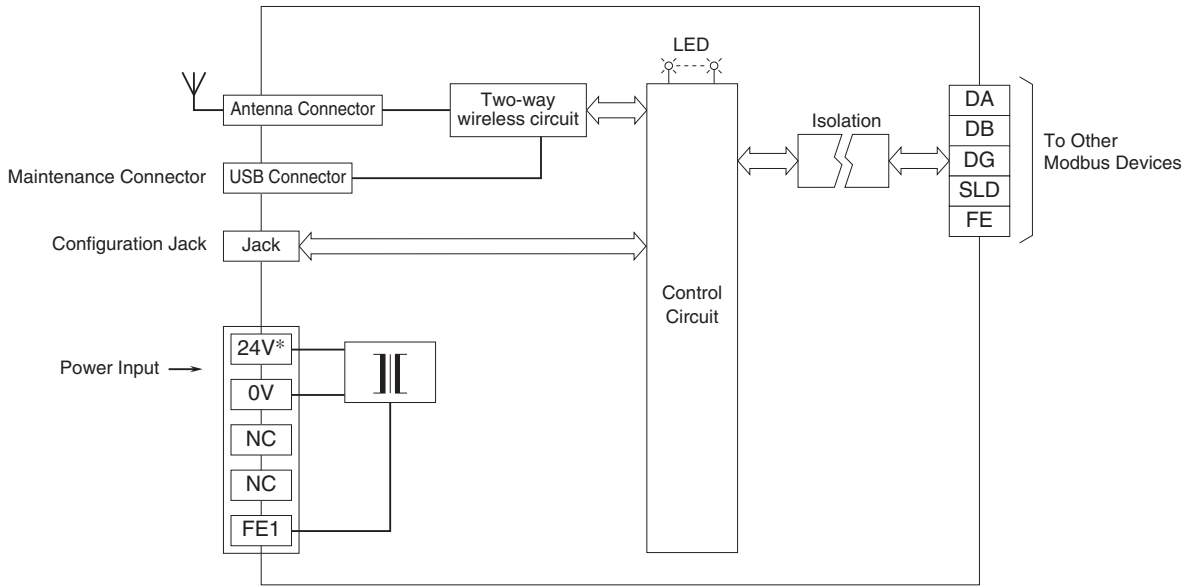 LED
Antenna Connector
Two-way
wireless circuit
Isolation
DA
DB
DG
SLD
FE
To Other
Modbus Devices
Maintenance Connector
USB Connector
Configuration Jack
Jack
Control
Circuit
Power Input
24V*
0V
NC
NC
FE1